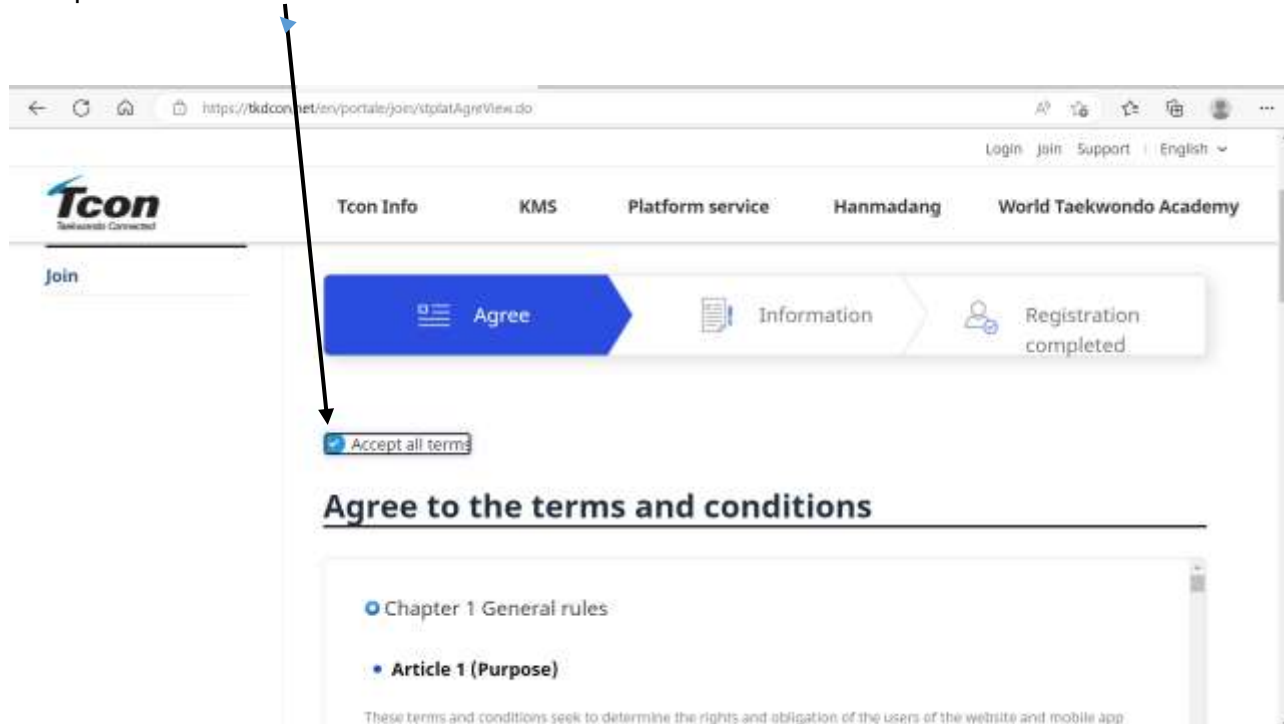 https://tkdcon.net/en/portale/join/stplatAgreView.do
Login Join Support English
Tcon
Taekwondo Connected
Tcon Info KMS Platform service Hanmadang World Taekwondo Academy
Join
Agree Information Registration completed
Accept all terms
Agree to the terms and conditions
Chapter 1 General rules
• Article 1 (Purpose)
These terms and conditions seek to determine the rights and obligation of the users of the website and mobile app